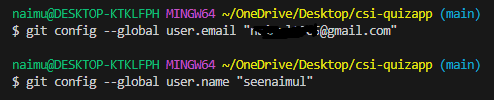 naimu@DESKTOP-KTKLFPH MINGW64 ~/OneDrive/Desktop/csi-quizapp (main)
$ git config --global user.email "@gmail.com"
naimu@DESKTOP-KTKLFPH MINGW64 ~/OneDrive/Desktop/csi-quizapp (main)
$ git config --global user.name "seenaimul"